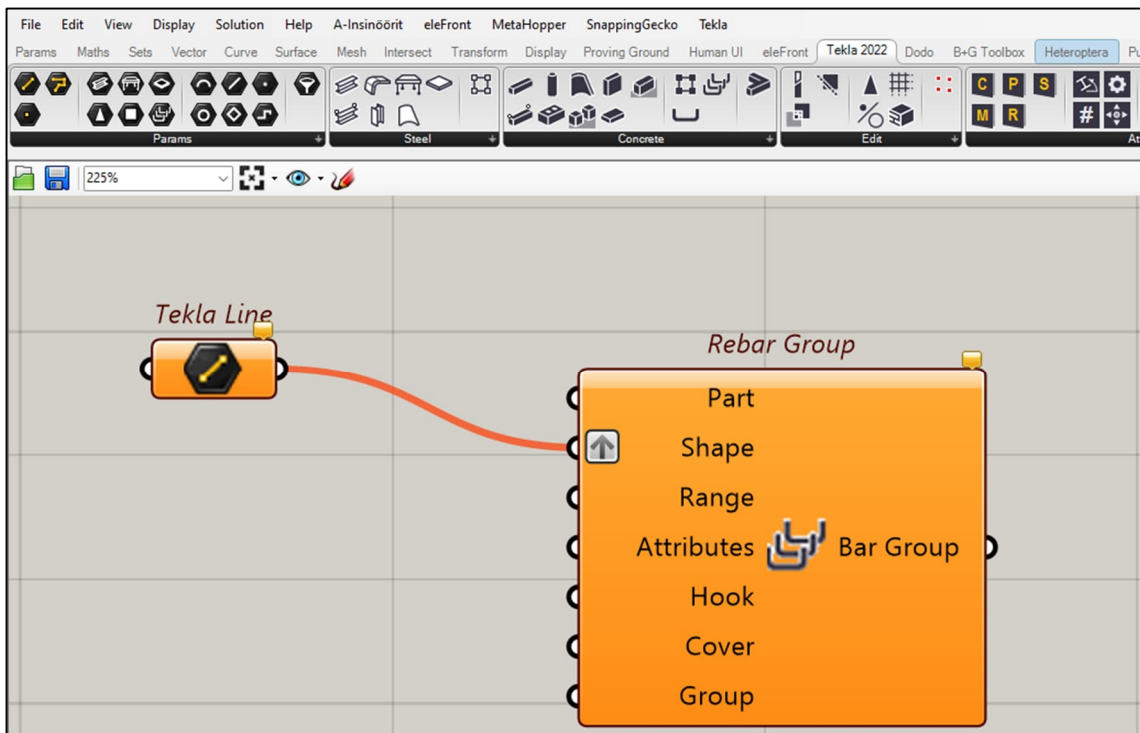 File Edit View Display Solution Help A-Insinöörit eleFront MetaHopper SnappingGecko Tekla
Params Maths Sets Vector Curve Surface Mesh Intersect Transform Display Proving Ground Human UI eleFront Tekla 2022 Dodo B+G Toolbox Heteroptera Pu
C P S
M R #
Params Steel Concrete Edit At
225%
Tekla Line
Rebar Group
Part
Shape
Range
Attributes Bar Group
Hook
Cover
Group